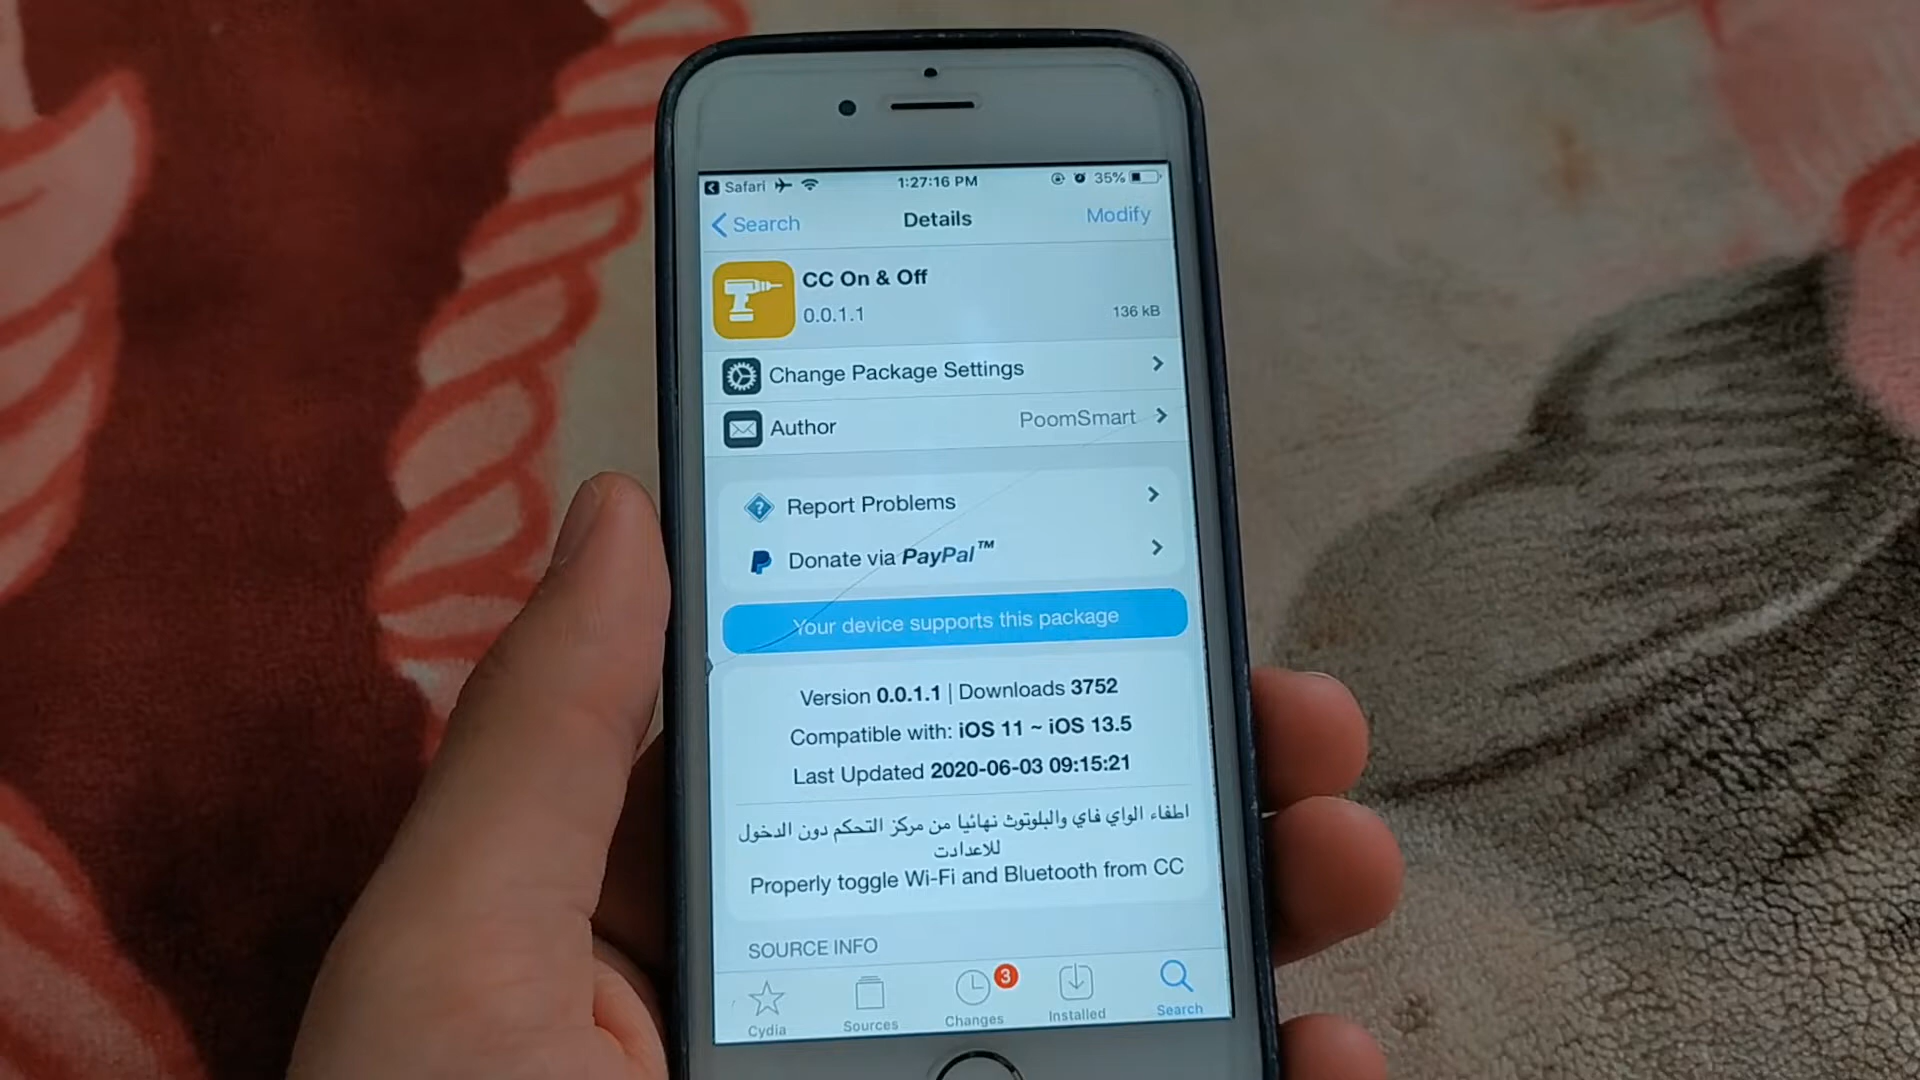 Safari 1:27:16 PM 35%
Search Details Modify
CC On & Off
0.0.1.1 136 kB
Change Package Settings
Author PoomSmart
Report Problems
Donate via PayPal™
Your device supports this package
Version 0.0.1.1 | Downloads 3752
Compatible with: iOS 11 ~ iOS 13.5
Last Updated 2020-06-03 09:15:21
اطفاء الواي فاي والبلوتوث نهائيا من مركز التحكم دون الدخول
للاعدادت
Properly toggle Wi-Fi and Bluetooth from CC
SOURCE INFO
3
Cydia Sources Changes Installed Search